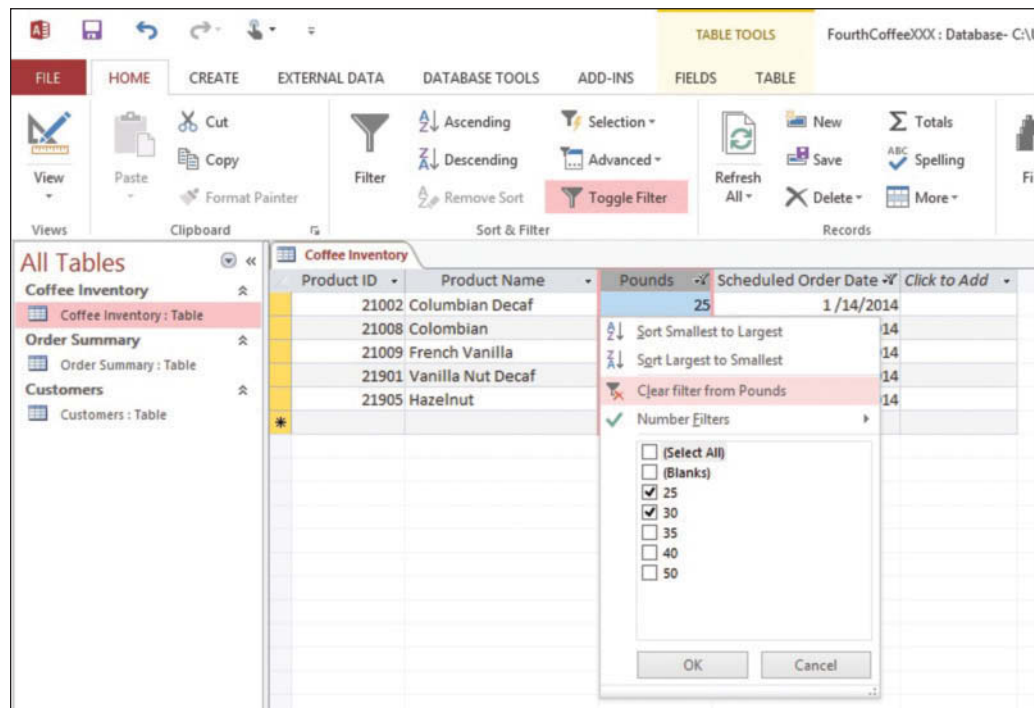 TABLE TOOLS
FourthCoffeeXXX : Database- C:\U
FILE HOME CREATE EXTERNAL DATA DATABASE TOOLS ADD-INS FIELDS TABLE
View
Views
Paste
Cut
Copy
Format Painter
Clipboard
Filter
Ascending
Descending
Remove Sort
Selection
Advanced
Toggle Filter
Sort & Filter
Refresh
All
New
Save
Delete
Totals
ABC
Spelling
More
Records
Fi
All Tables
Coffee Inventory
Coffee Inventory : Table
Order Summary
Order Summary : Table
Customers
Customers : Table
Coffee Inventory
Product ID Product Name Pounds Scheduled Order Date Click to Add
21002 Columbian Decaf 25 1 /14/2014
21008 Colombian 14
21009 French Vanilla 14
21901 Vanilla Nut Decaf 14
21905 Hazelnut 14
Sort Smallest to Largest
Sort Largest to Smallest
Clear filter from Pounds
Number Filters
(Select All)
(Blanks)
25
30
35
40
50
OK Cancel